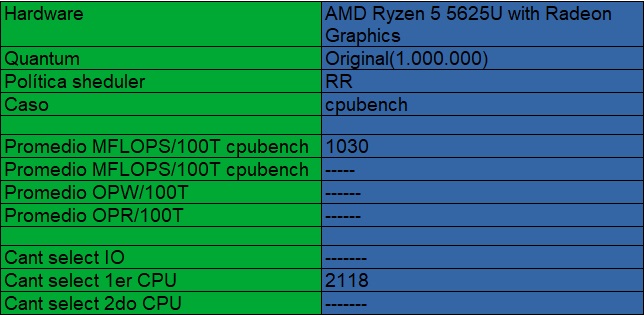 Hardware AMD Ryzen 5 5625U with Radeon
Graphics
Quantum Original(1.000.000)
Política sheduler RR
Caso cpubench
Promedio MFLOPS/100T cpubench 1030
Promedio MFLOPS/100T cpubench -----
Promedio OPW/100T ------
Promedio OPR/100T ------
Cant select IO -------
Cant select 1er CPU 2118
Cant select 2do CPU -------